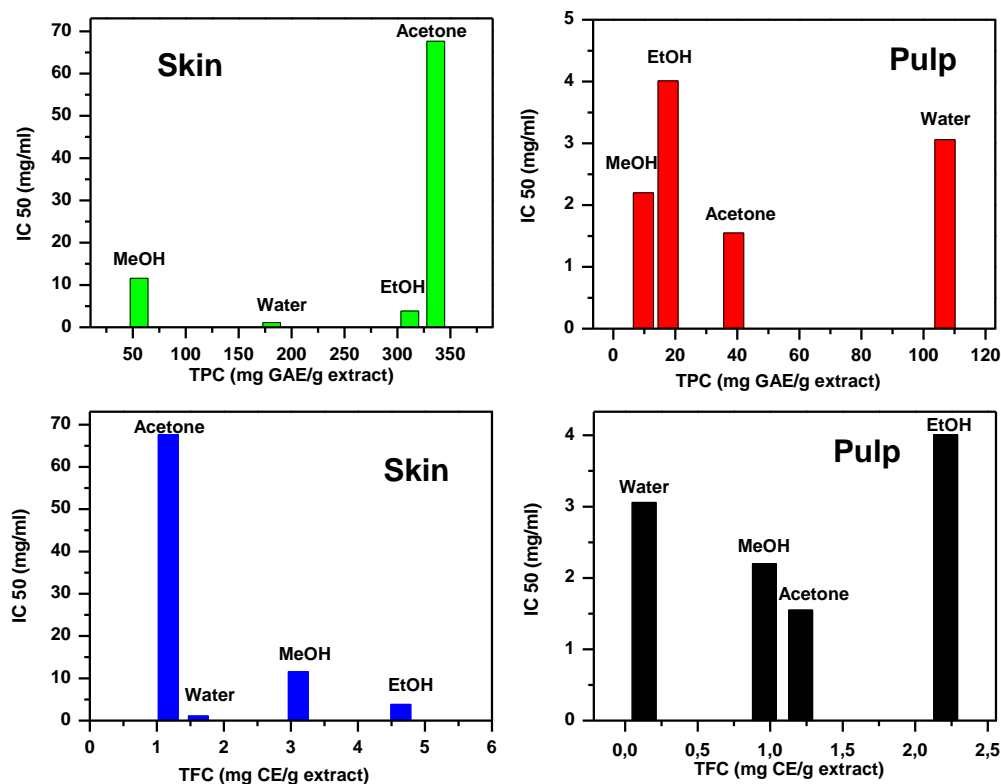 Skin
Acetone
MeOH
Water
EtOH
IC 50 (mg/ml)
70
60
50
40
30
20
10
0
50 100 150 200 250 300 350
TPC (mg GAE/g extract)
Pulp
EtOH
Water
MeOH
Acetone
IC 50 (mg/ml)
5
4
3
2
1
0
0 20 40 60 80 100 120
TPC (mg GAE/g extract)
Acetone
Skin
MeOH
Water
EtOH
IC 50 (mg/ml)
70
60
50
40
30
20
10
0
0 1 2 3 4 5 6
TFC (mg CE/g extract)
EtOH
Pulp
Water
MeOH
Acetone
IC 50 (mg/ml)
4
3
2
1
0
0,0 0,5 1,0 1,5 2,0 2,5
TFC (mg CE/g extract)